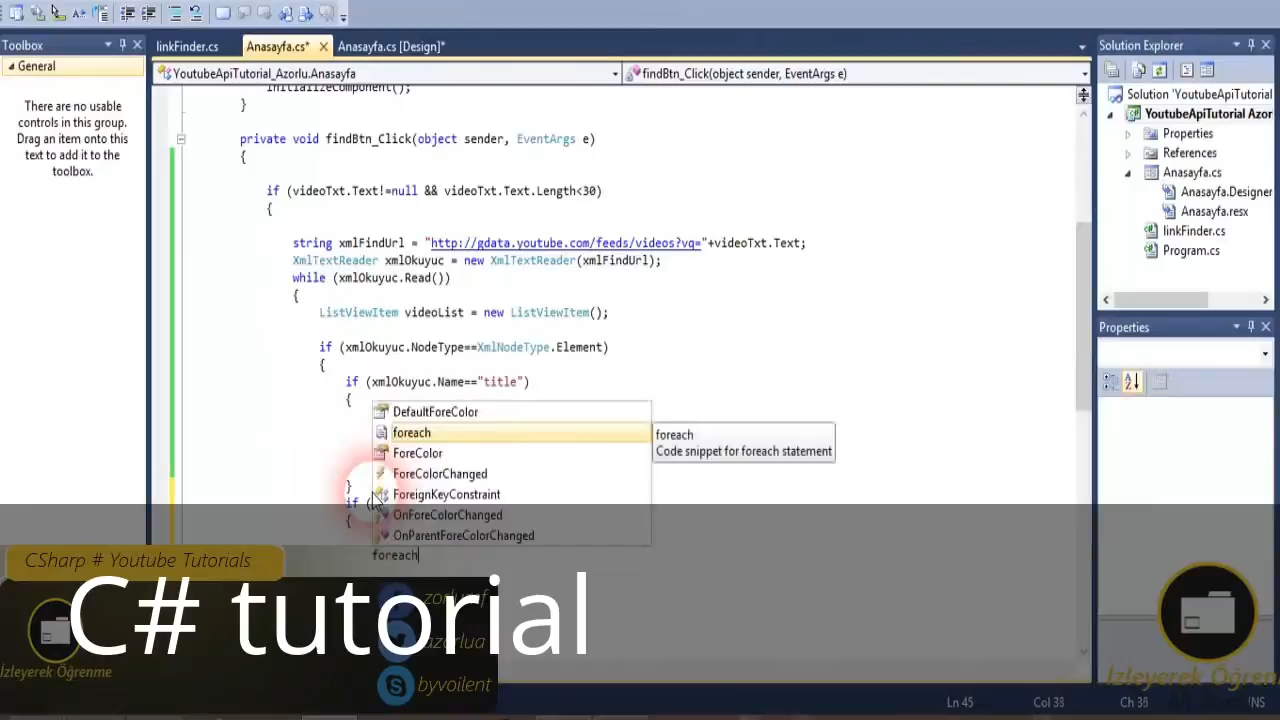 Toolbox
General
There are no usable
controls in this group.
Drag an item onto this
text to add it to the
toolbox.
linkFinder.cs
Anasayfa.cs*
Anasayfa.cs [Design]*
YoutubeApiTutorial_Azorlu.Anasayfa
findBtn_Click(object sender, EventArgs e)
InitializeComponent();
}
private void findBtn_Click(object sender, EventArgs e)
{
if (videoTxt.Text!=null && videoTxt.Text.Length<30)
{
string xmlFindUrl = "http://gdata.youtube.com/feeds/videos?vq="+videoTxt.Text;
XmlTextReader xmlOkuyuc = new XmlTextReader(xmlFindUrl);
while (xmlOkuyuc.Read())
{
ListViewItem videoList = new ListViewItem();
if (xmlOkuyuc.NodeType==XmlNodeType.Element)
{
if (xmlOkuyuc.Name=="title")
{
DefaultForeColor
foreach
ForeColor
ForeColorChanged
ForeignKeyConstraint
OnForeColorChanged
OnParentForeColorChanged
foreach
Code snippet for foreach statement
}
if (
{
foreach
Solution Explorer
Solution 'YoutubeApiTutorial
YoutubeApiTutorial Azor
Properties
References
Anasayfa.cs
Anasayfa.Designer
Anasayfa.resx
linkFinder.cs
Program.cs
Properties
CSharp # Youtube Tutorials
C# tutorial
azorlua
byvoilent
İzleyerek Öğrenme
İzleyerek Öğren
Ln 45
Col 38
Ch 36